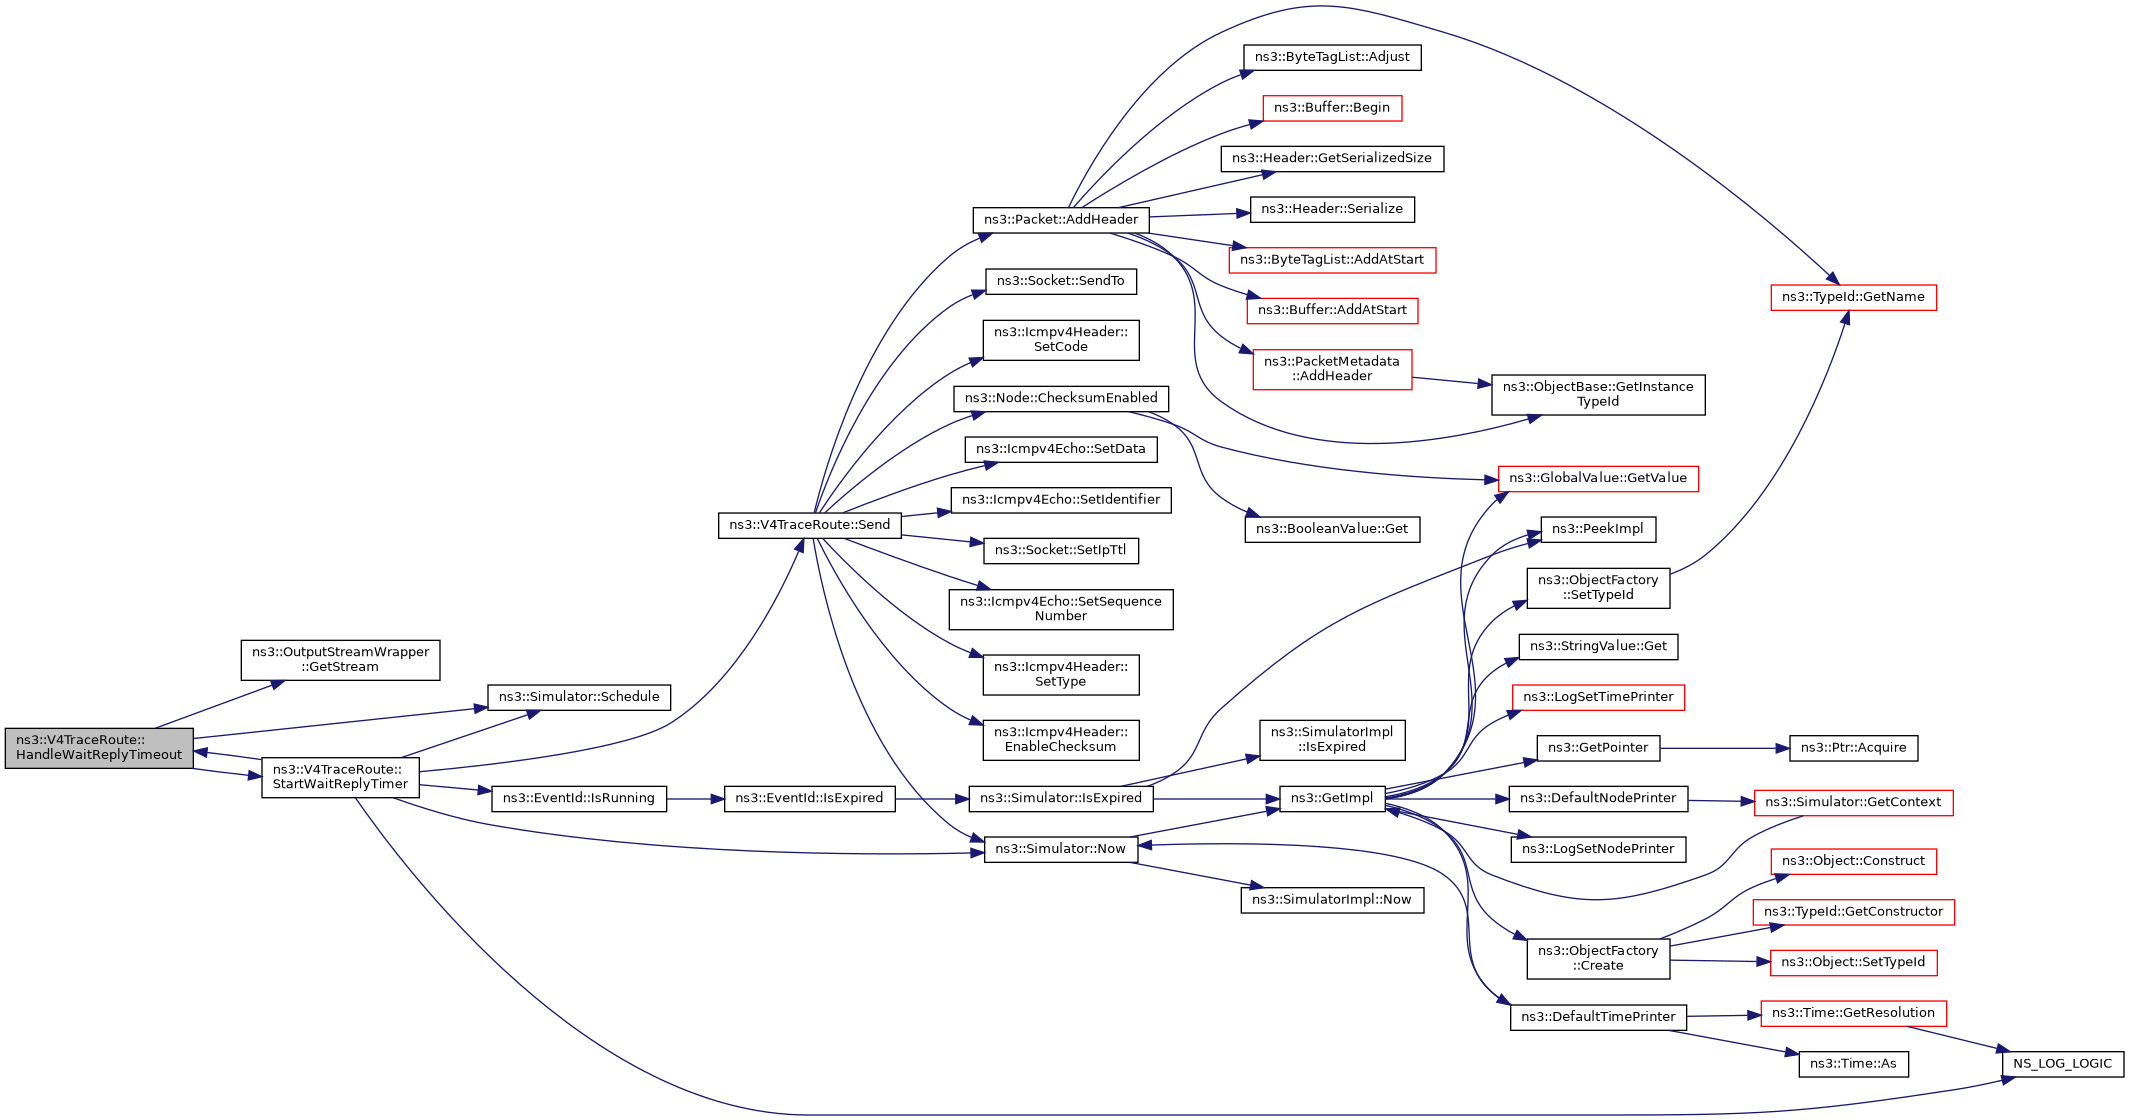 ns3::V4TraceRoute::
HandleWaitReplyTimeout
ns3::OutputStreamWrapper
::GetStream
ns3::Simulator::Schedule
ns3::V4TraceRoute::
StartWaitReplyTimer
ns3::EventId::IsRunning
ns3::V4TraceRoute::Send
ns3::EventId::IsExpired
ns3::Packet::AddHeader
ns3::Socket::SendTo
ns3::Icmpv4Header::
SetCode
ns3::Node::ChecksumEnabled
ns3::Icmpv4Echo::SetData
ns3::Icmpv4Echo::SetIdentifier
ns3::Socket::SetIpTtl
ns3::Icmpv4Echo::SetSequence
Number
ns3::Icmpv4Header::
SetType
ns3::Icmpv4Header::
EnableChecksum
ns3::Simulator::IsExpired
ns3::Simulator::Now
ns3::ByteTagList::Adjust
ns3::Buffer::Begin
ns3::Header::GetSerializedSize
ns3::Header::Serialize
ns3::ByteTagList::AddAtStart
ns3::Buffer::AddAtStart
ns3::PacketMetadata
::AddHeader
ns3::BooleanValue::Get
ns3::SimulatorImpl
::IsExpired
ns3::GetImpl
ns3::SimulatorImpl::Now
ns3::ObjectBase::GetInstance
TypeId
ns3::GlobalValue::GetValue
ns3::PeekImpl
ns3::ObjectFactory
::SetTypeId
ns3::StringValue::Get
ns3::LogSetTimePrinter
ns3::GetPointer
ns3::DefaultNodePrinter
ns3::LogSetNodePrinter
ns3::ObjectFactory
::Create
ns3::DefaultTimePrinter
ns3::TypeId::GetName
ns3::Ptr::Acquire
ns3::Simulator::GetContext
ns3::Object::Construct
ns3::TypeId::GetConstructor
ns3::Object::SetTypeId
ns3::Time::GetResolution
ns3::Time::As
NS_LOG_LOGIC